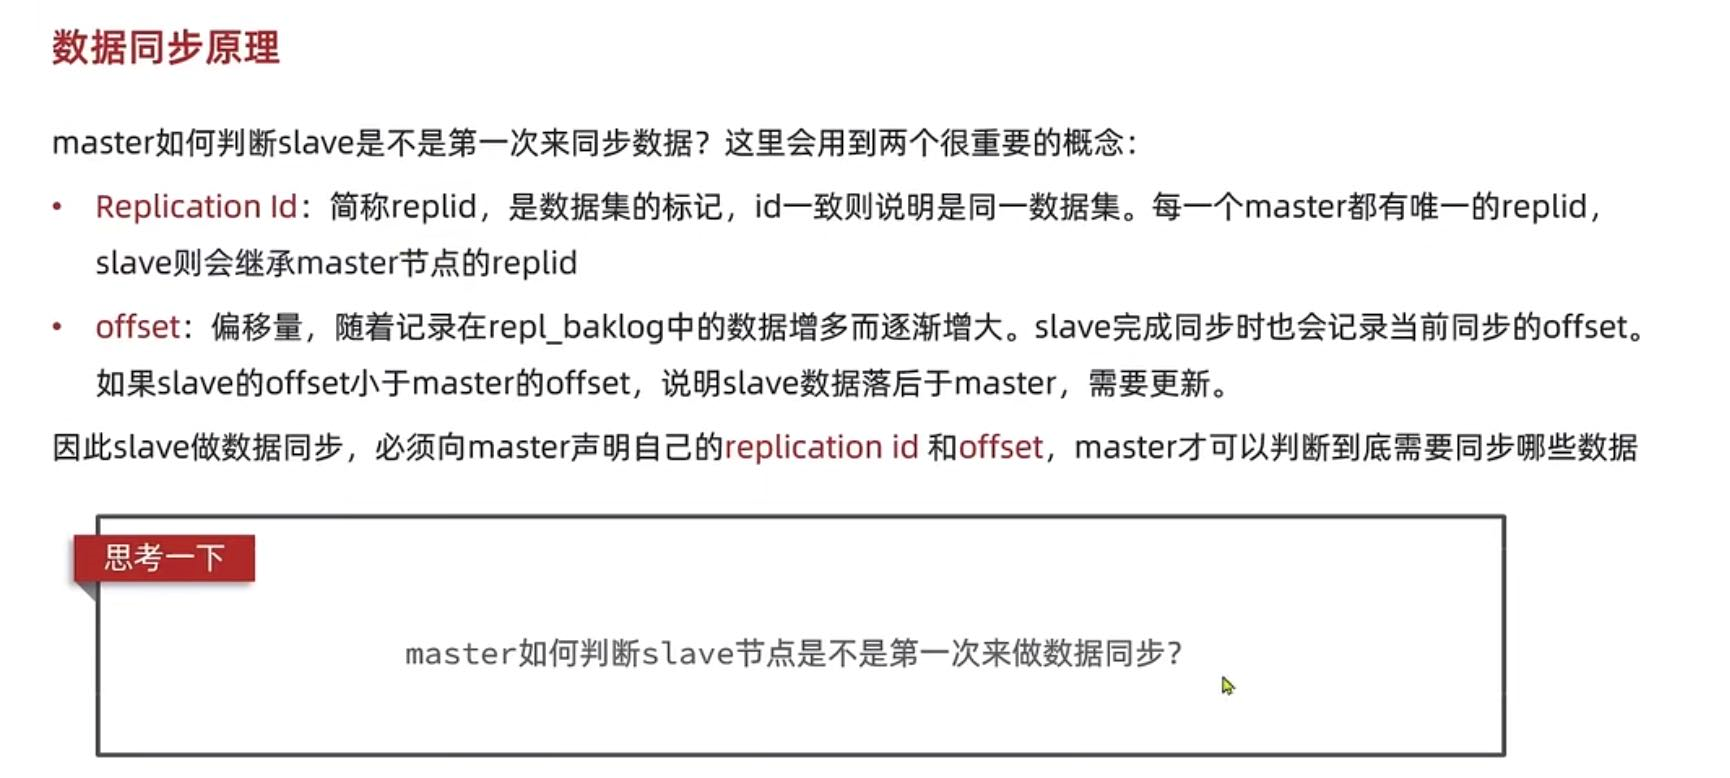 数据同步原理
master如何判断slave是不是第一次来同步数据？这里会用到两个很重要的概念：
• Replication Id：简称replid，是数据集的标记，id一致则说明是同一数据集。每一个master都有唯一的replid，
slave则会继承master节点的replid
• offset：偏移量，随着记录在repl_baklog中的数据增多而逐渐增大。slave完成同步时也会记录当前同步的offset。
如果slave的offset小于master的offset，说明slave数据落后于master，需要更新。
因此slave做数据同步，必须向master声明自己的replication id 和offset，master才可以判断到底需要同步哪些数据
思考一下
master如何判断slave节点是不是第一次来做数据同步？